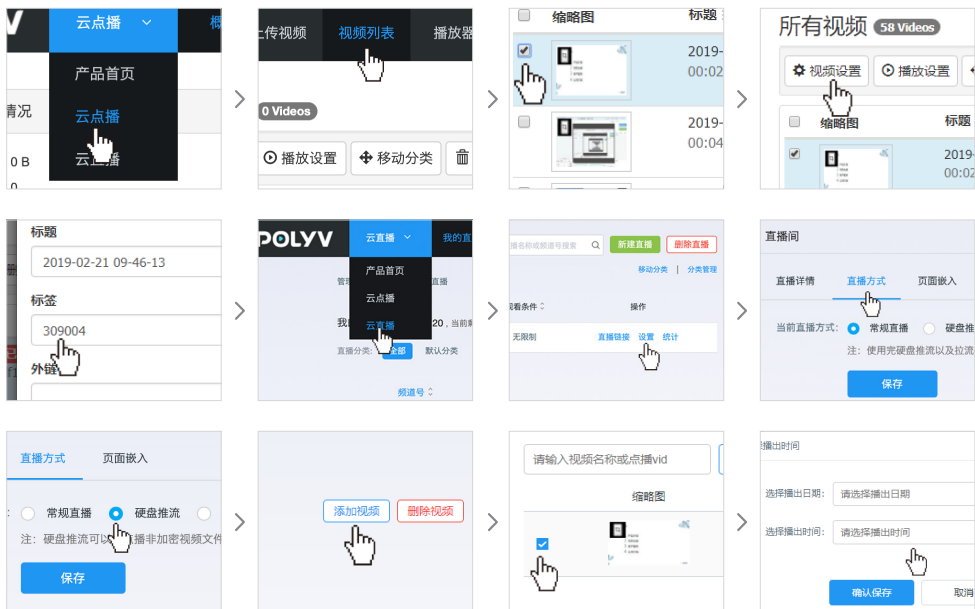 V
云点播
概
产品首页
云点播
云直播
情况
0 B
0
上传视频
视频列表
播放器
0 Videos
播放设置
移动分类
缩略图
标题
2019-
00:02
2019-
00:04
所有视频 58 Videos
视频设置
播放设置
缩略图
标题
2019-
00:02
标题
2019-02-21 09-46-13
标签
309004
外链
POLYV
云直播
我的直
产品首页
云点播
云直播
管
直播
我
20，当前
直播分类:
全部
默认分类
频道号
播名称或频道号搜索
新建直播
删除直播
移动分类 | 分类管理
观看条件
操作
无限制
直播链接
设置
统计
直播间
直播详情
直播方式
页面嵌入
当前直播方式:
常规直播
硬盘推
注: 使用完硬盘推流以及拉流
保存
直播方式
页面嵌入
:
常规直播
硬盘推流
注: 硬盘推流可以
播非加密视频文件
保存
添加视频
删除视频
请输入视频名称或点播vid
缩略图
播出时间
选择播出日期:
请选择播出日期
选择播出时间:
请选择播出时间
确认保存
取消